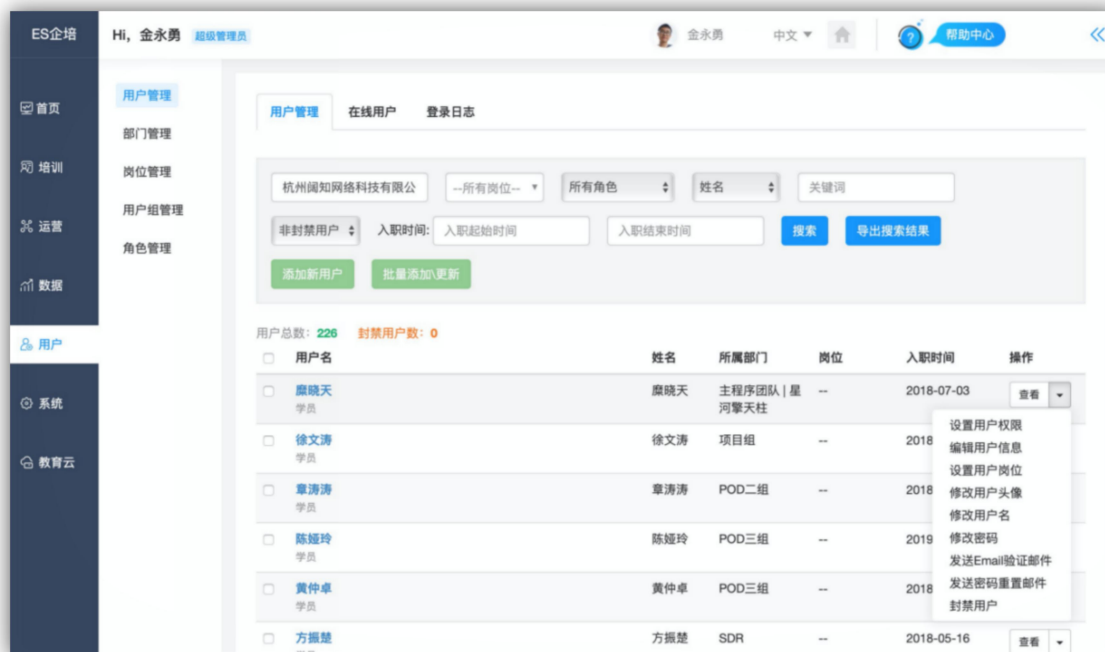 ES企培
Hi, 金永勇 超级管理员
金永勇 中文 帮助中心
首页
培训
运营
数据
用户
系统
教育云
用户管理
部门管理
岗位管理
用户组管理
角色管理
用户管理 在线用户 登录日志
杭州阔知网络科技有限公 --所有岗位-- 所有角色 姓名 关键词
非封禁用户 入职时间: 入职起始时间 入职结束时间 搜索 导出搜索结果
添加新用户 批量添加\更新
用户总数: 226 封禁用户数: 0
用户名 姓名 所属部门 岗位 入职时间 操作
糜晓天 糜晓天 主程序团队 | 星 -- 2018-07-03 查看
学员 河擎天柱
徐文涛 徐文涛 项目组 -- 2018
学员
章涛涛 章涛涛 POD二组 -- 2018
学员
陈娅玲 陈娅玲 POD三组 -- 2019
学员
黄仲卓 黄仲卓 POD三组 -- 2018
学员
方振楚 方振楚 SDR -- 2018-05-16 查看
设置用户权限
编辑用户信息
设置用户岗位
修改用户头像
修改用户名
修改密码
发送Email验证邮件
发送密码重置邮件
封禁用户